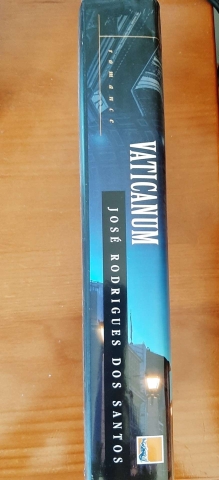 romance
VATICANUM
JOSÉ RODRIGUES DOS SANTOS